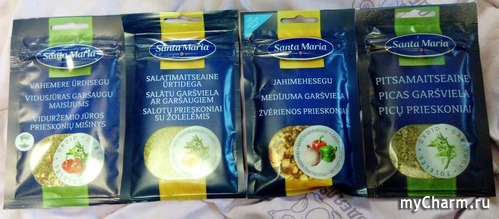 Santa Maria
VAHEMERE ÜRDISEGU
VIDUSJŪRAS GARŠAUGU
MAISĪJUMS
VIDURŽEMIO JŪROS
PRIESKONIŲ MIŠINYS
Santa Maria
SALATIMAITSEAINE
ÜRTIDEGA
SALĀTU GARŠVIELA
AR GARŠAUGIEM
SALOTŲ PRIESKONIAI
SU ŽOLELĖMIS
Santa Maria
JAHIMEHESEGU
MEDĪJUMA GARŠVIELA
ŽVĖRIENOS PRIESKONIAI
Santa Maria
PITSAMAITSEAINE
PICAS GARŠVIELA
PICŲ PRIESKONIAI
myCharm.ru